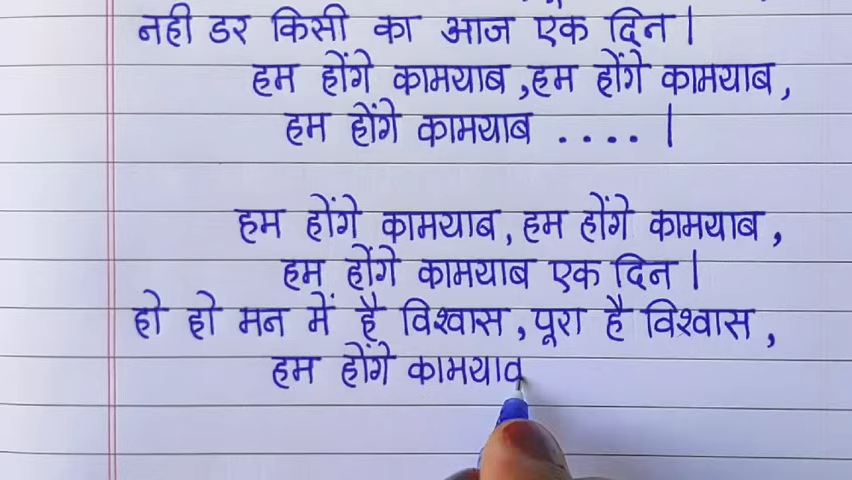 नही डर किसी का आज एक दिन।
हम होंगे कामयाब, हम होंगे कामयाब,
हम होंगे कामयाब ....।
हम होंगे कामयाब, हम होंगे कामयाब,
हम होंगे कामयाब एक दिन।
हो हो मन में है विश्वास, पूरा है विश्वास,
हम होंगे कामयाव